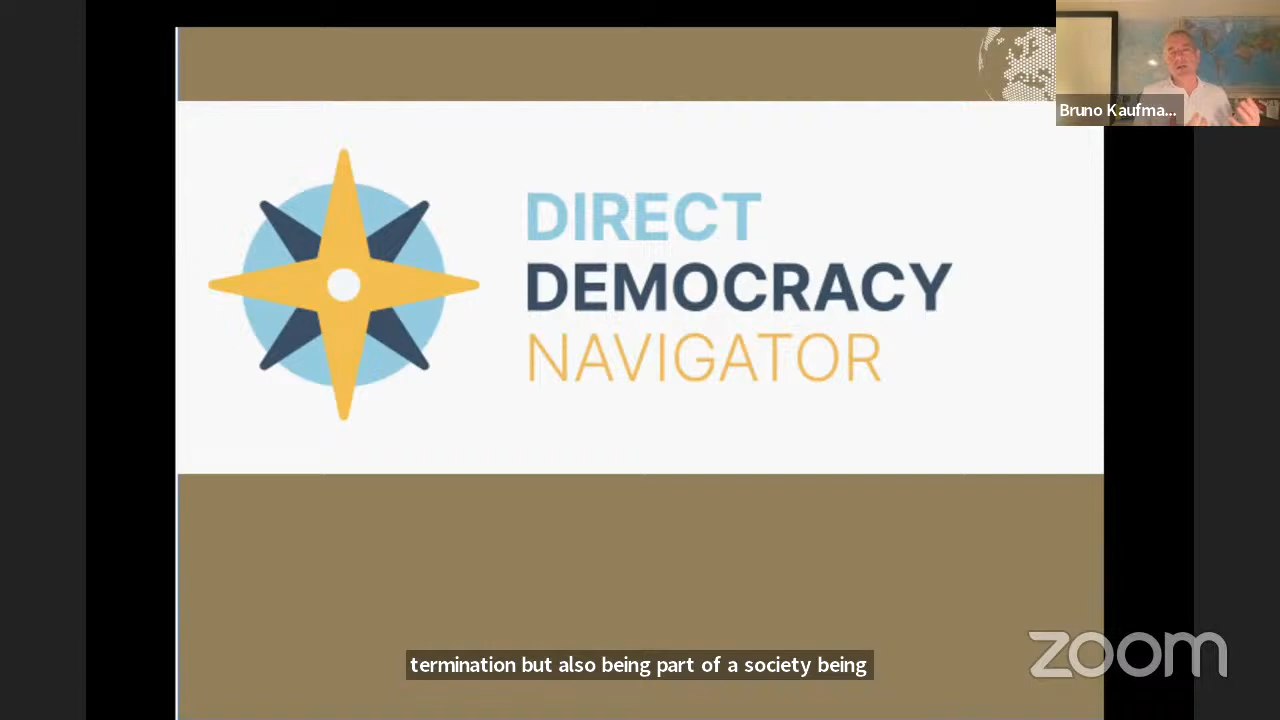 Bruno Kaufma...
DIRECT
DEMOCRACY
NAVIGATOR
termination but also being part of a society being
zoom